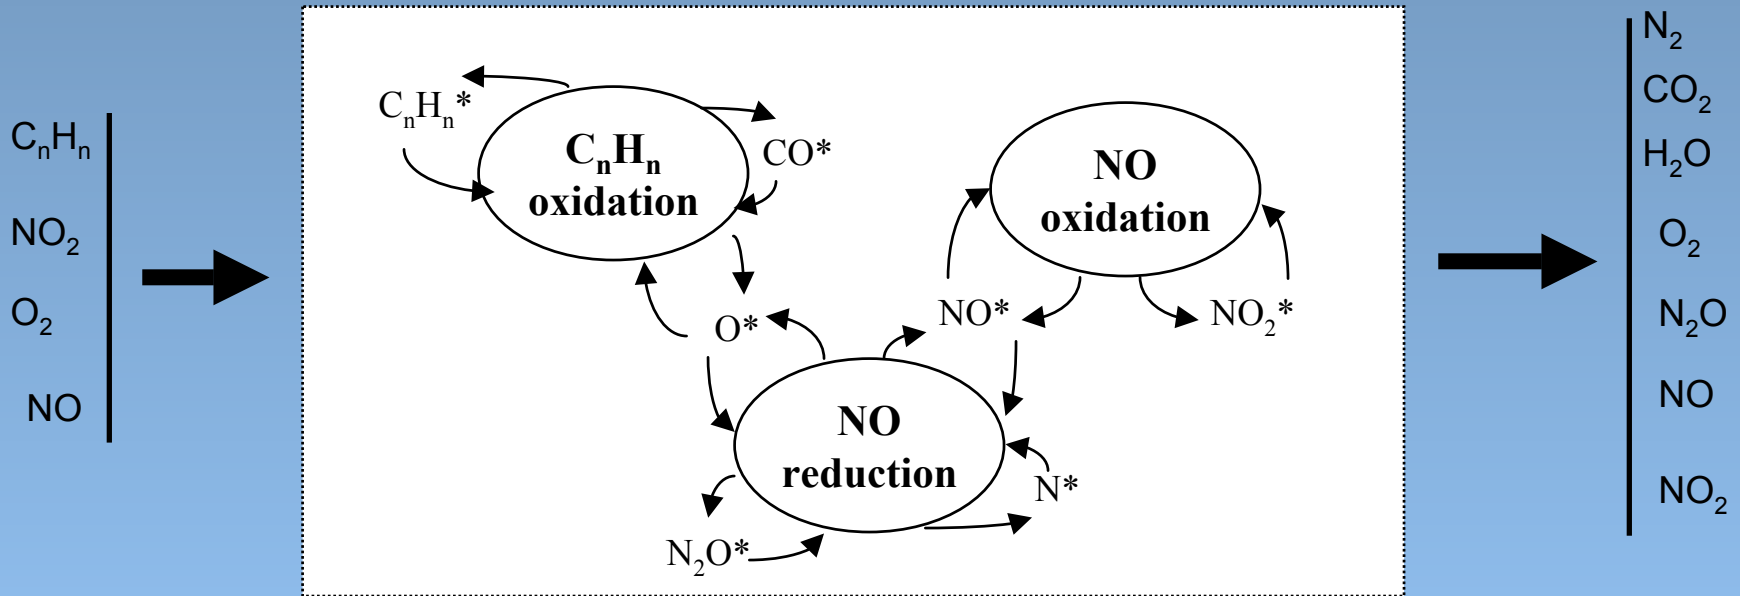 CₙHₙ
NO₂
O₂
NO
CₙHₙ*
CₙHₙ
oxidation
CO*
NO
oxidation
O*
NO*
NO₂*
NO
reduction
N*
N₂O*
N₂
CO₂
H₂O
O₂
N₂O
NO
NO₂